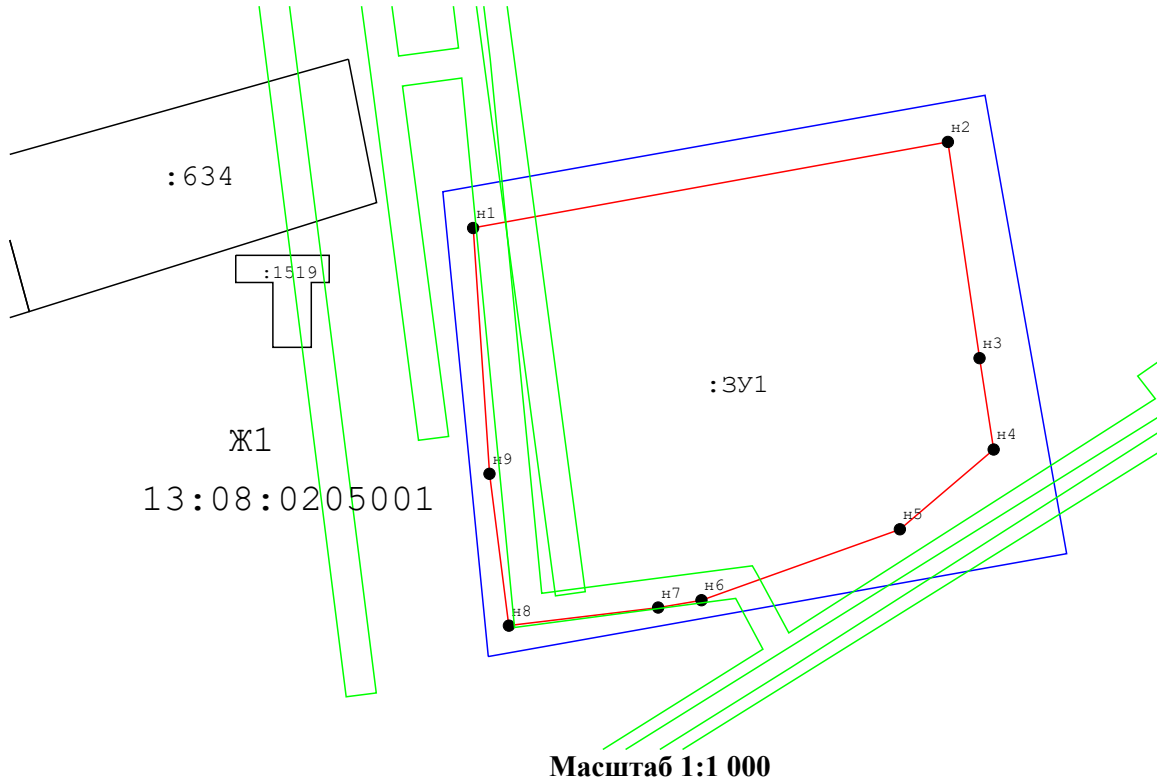 н2
:634
н1
:1519
н3
:ЗУ1
Ж1
н4
н9
13:08:0205001
н5
н6
н7
н8
Масштаб 1:1 000